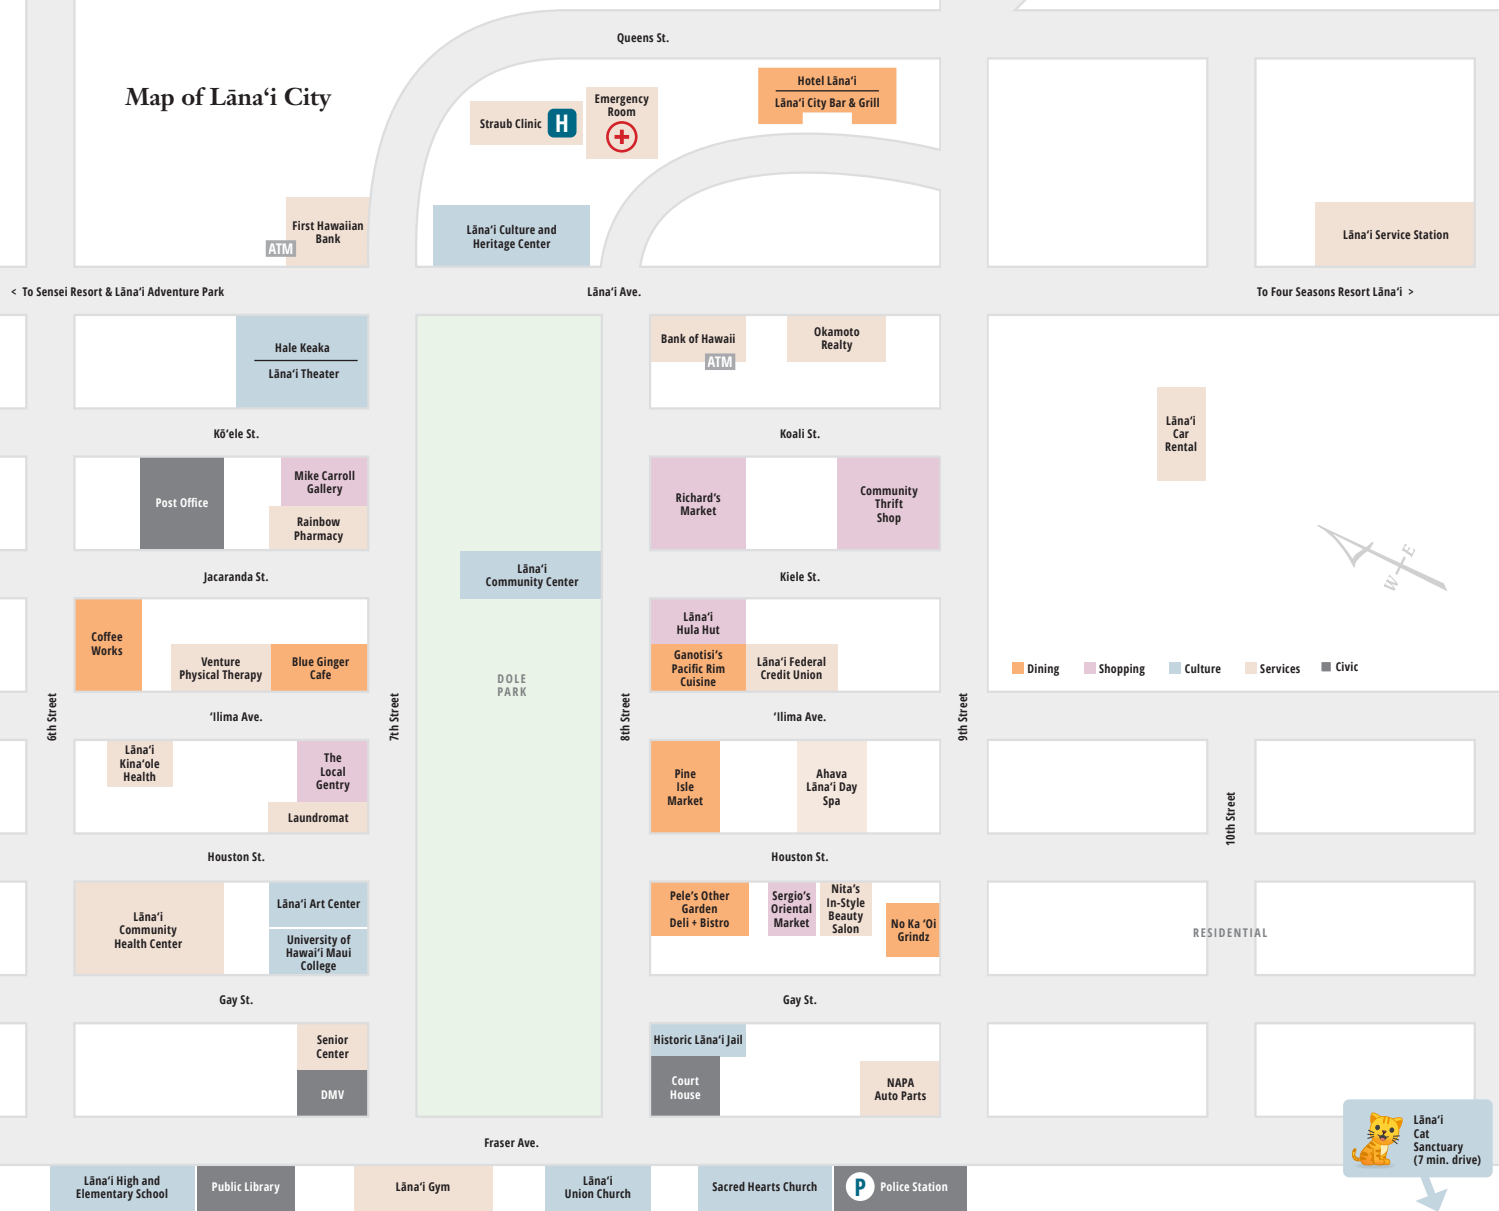 Queens St.
Map of Lāna‘i City
Hotel Lāna‘i
Lāna‘i City Bar & Grill
Straub Clinic
H
Emergency
Room
First Hawaiian
Bank
ATM
Lāna‘i Culture and
Heritage Center
Lāna‘i Service Station
< To Sensei Resort & Lāna‘i Adventure Park
Lāna‘i Ave.
To Four Seasons Resort Lāna‘i >
Hale Keaka
Lāna‘i Theater
Bank of Hawaii
ATM
Okamoto
Realty
Kō‘ele St.
Koali St.
Lāna‘i
Car
Rental
Post Office
Mike Carroll
Gallery
Rainbow
Pharmacy
Richard’s
Market
Community
Thrift
Shop
E
W
Jacaranda St.
Lāna‘i
Community Center
Kiele St.
Coffee
Works
Venture
Physical Therapy
Blue Ginger
Cafe
DOLE
PARK
Lāna‘i
Hula Hut
Ganotisi’s
Pacific Rim
Cuisine
Lāna‘i Federal
Credit Union
Dining
Shopping
Culture
Services
Civic
6th Street
‘Ilima Ave.
7th Street
8th Street
‘Ilima Ave.
9th Street
Lāna‘i
Kina‘ole
Health
The
Local
Gentry
Laundromat
Pine
Isle
Market
Ahava
Lāna‘i Day
Spa
10th Street
Houston St.
Houston St.
Lāna‘i
Community
Health Center
Lāna‘i Art Center
University of
Hawai‘i Maui
College
Pele’s Other
Garden
Deli + Bistro
Sergio’s
Oriental
Market
Nita’s
In-Style
Beauty
Salon
No Ka ‘Oi
Grindz
RESIDENTIAL
Gay St.
Gay St.
Senior
Center
DMV
Historic Lāna‘i Jail
Court
House
NAPA
Auto Parts
Fraser Ave.
Lāna‘i
Cat
Sanctuary
(7 min. drive)
Lāna‘i High and
Elementary School
Public Library
Lāna‘i Gym
Lāna‘i
Union Church
Sacred Hearts Church
P
Police Station